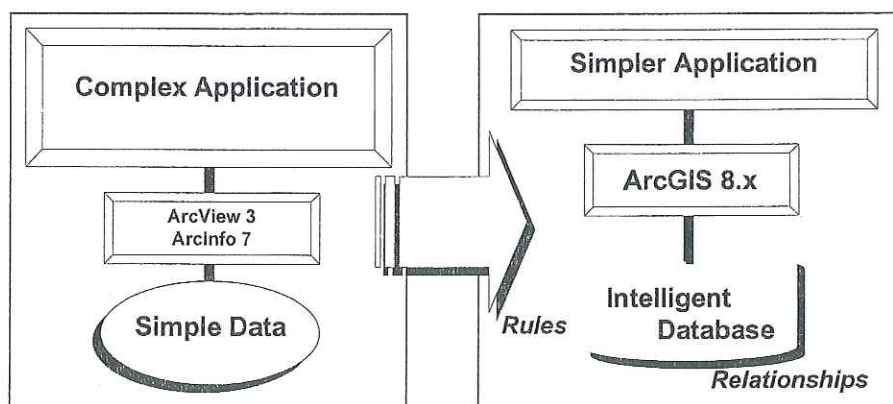 Complex Application
ArcView 3
ArcInfo 7
Simple Data
Simpler Application
ArcGIS 8.x
Rules
Intelligent
Database
Relationships